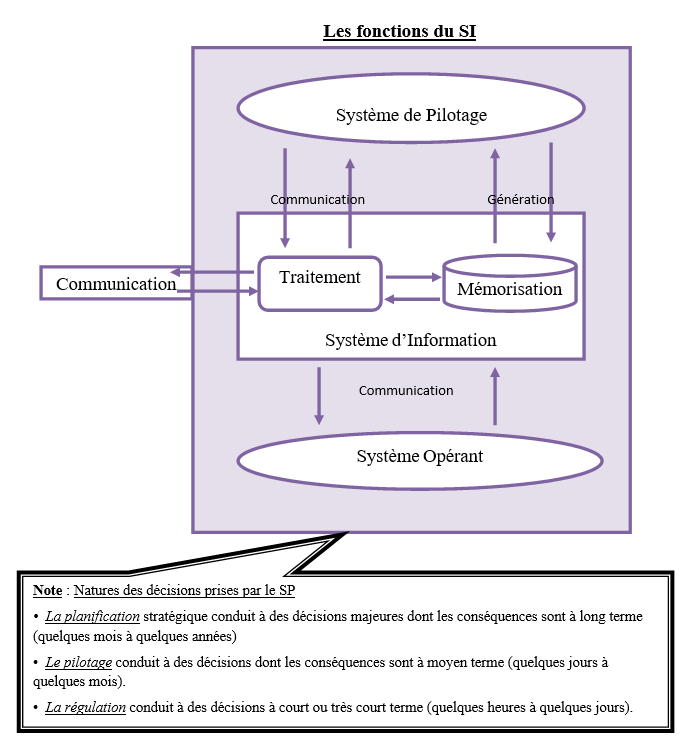 Les fonctions du SI
Système de Pilotage
Communication
Génération
Communication
Traitement
Mémorisation
Système d'Information
Communication
Système Opérant
Note : Natures des décisions prises par le SP
• La planification stratégique conduit à des décisions majeures dont les conséquences sont à long terme
(quelques mois à quelques années)
• Le pilotage conduit à des décisions dont les conséquences sont à moyen terme (quelques jours à
quelques mois).
• La régulation conduit à des décisions à court ou très court terme (quelques heures à quelques jours).